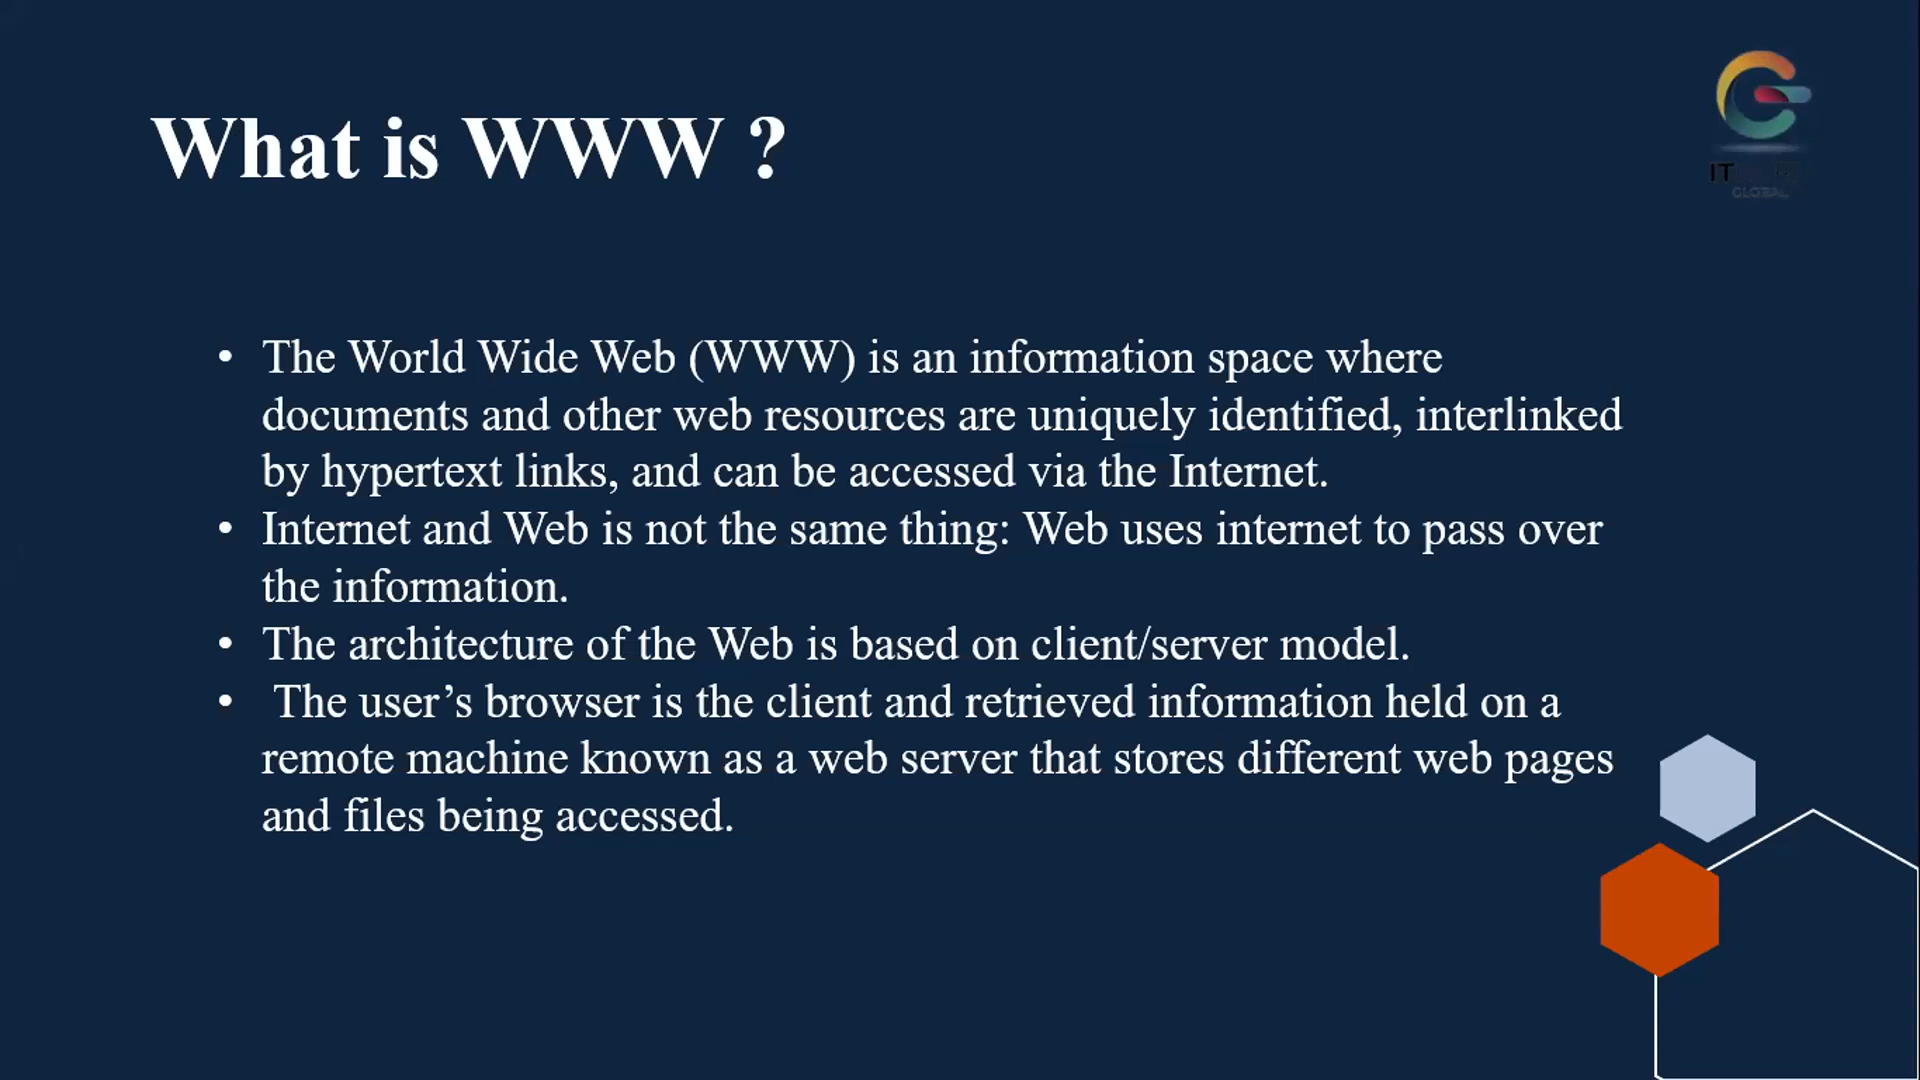 What is WWW ?
IT
GLOBAL
• The World Wide Web (WWW) is an information space where
documents and other web resources are uniquely identified, interlinked
by hypertext links, and can be accessed via the Internet.
• Internet and Web is not the same thing: Web uses internet to pass over
the information.
• The architecture of the Web is based on client/server model.
• The user’s browser is the client and retrieved information held on a
remote machine known as a web server that stores different web pages
and files being accessed.